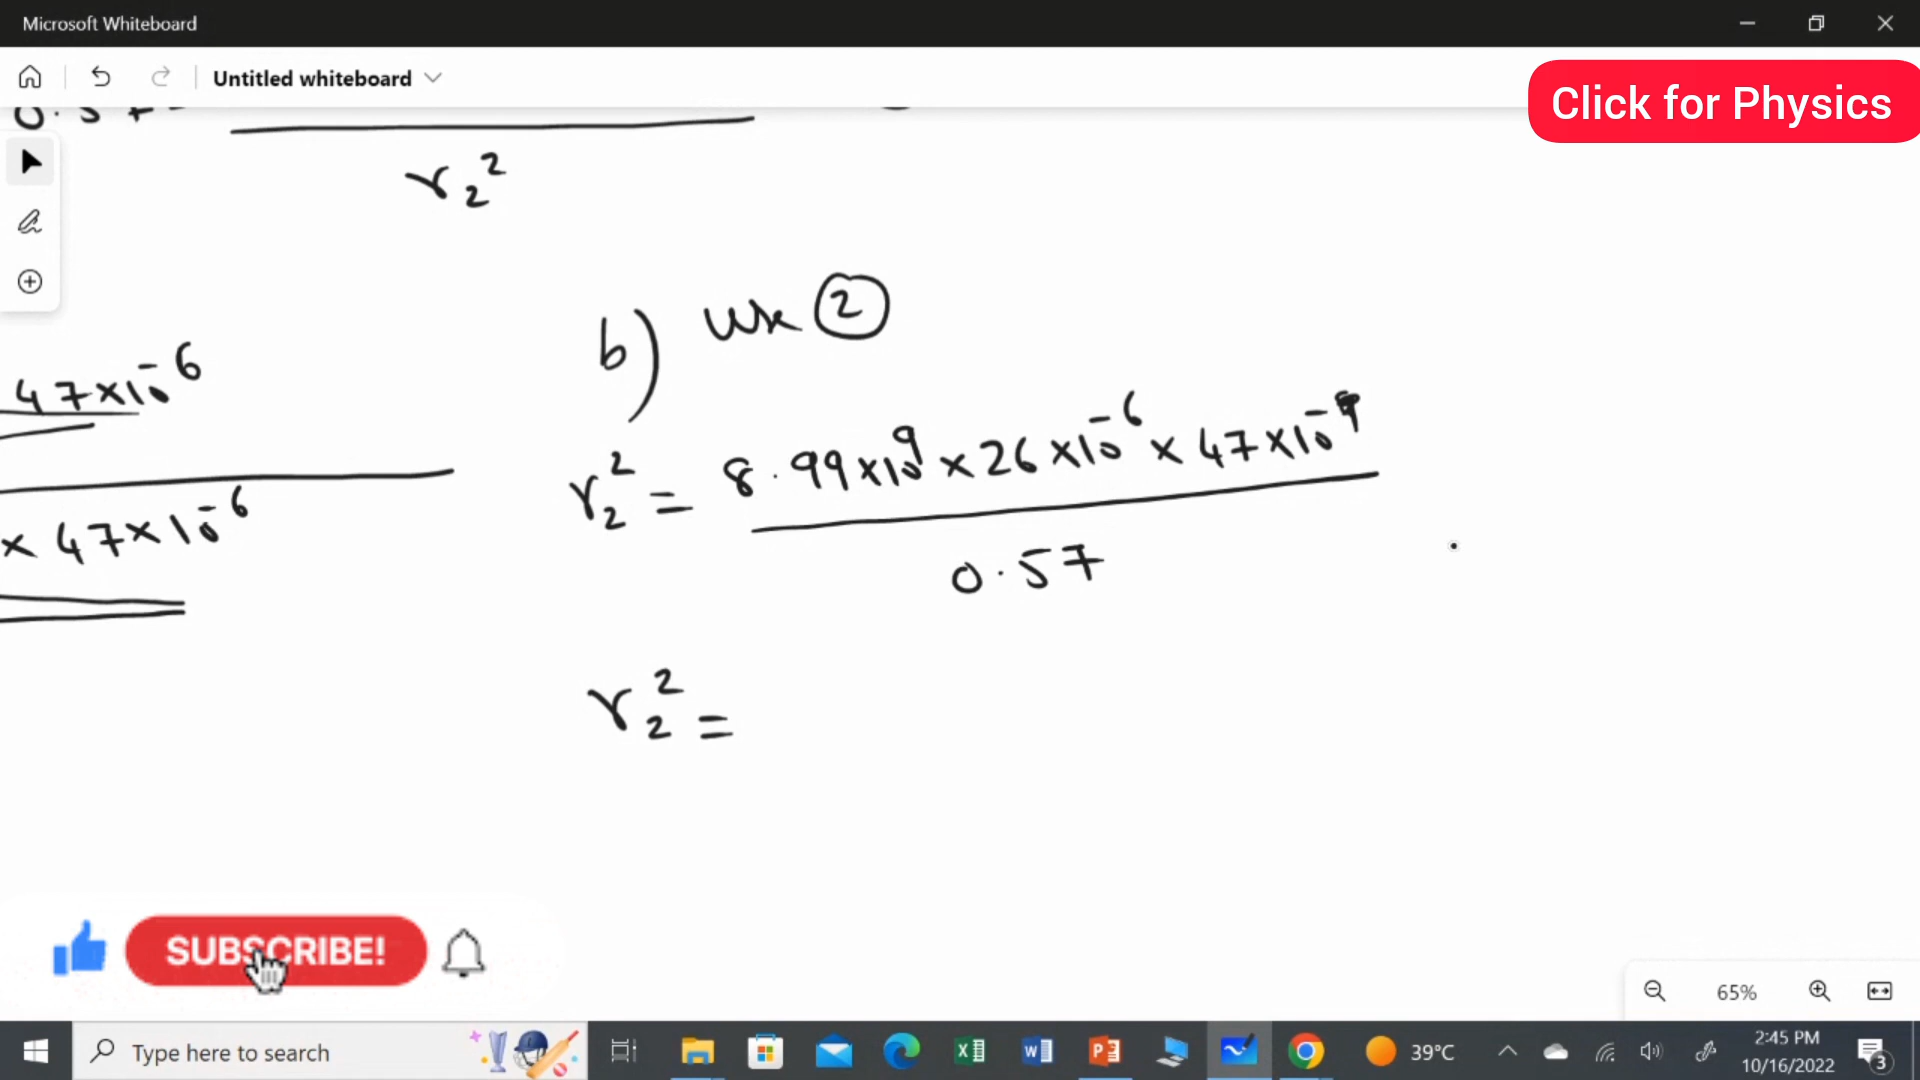 Microsoft Whiteboard
Untitled whiteboard
Click for Physics
r₂²
b) use ②
47×10⁻⁶
r₂² = 8.99×10⁹ × 26×10⁻⁶ × 47×10
0.57
× 47×10⁻⁶
r₂² =
SUBSCRIBE!
65%
Type here to search
39°C
2:45 PM
10/16/2022
3